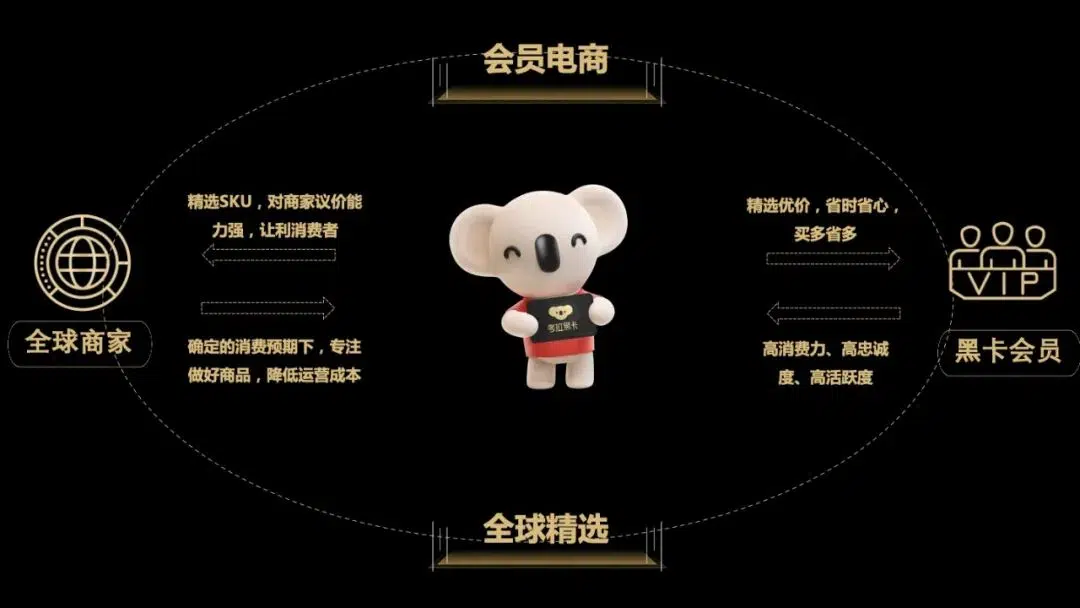 会员电商
精选SKU，对商家议价能
力强，让利消费者
精选优价，省时省心，
买多省多
VIP
考拉黑卡
全球商家
黑卡会员
确定的消费预期下，专注
做好商品，降低运营成本
高消费力、高忠诚
度、高活跃度
全球精选